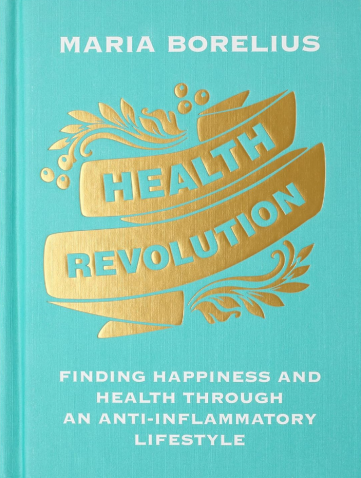 MARIA BORELIUS
HEALTH
REVOLUTION
FINDING HAPPINESS AND
HEALTH THROUGH
AN ANTI-INFLAMMATORY
LIFESTYLE